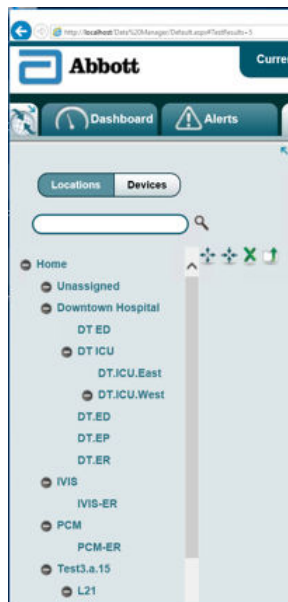 http://localhost/Data%20Manager/Default.aspx#TestResults-5
Abbott
Curre
Dashboard
Alerts
Locations
Devices
Home
Unassigned
Downtown Hospital
DT ED
DT ICU
DT.ICU.East
DT.ICU.West
DT.ED
DT.EP
DT.ER
IVIS
IVIS-ER
PCM
PCM-ER
Test3.a.15
L21